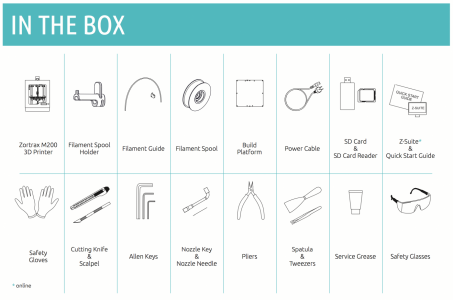 IN THE BOX
Zortrax M200
3D Printer
Filament Spool
Holder
Filament Guide
Filament Spool
Build
Platform
Power Cable
SD Card
&
SD Card Reader
QUICK START
GUIDE
Z-SUITE
Z-Suite*
&
Quick Start Guide
Safety
Gloves
Cutting Knife
&
Scalpel
Allen Keys
Nozzle Key
& Nozzle Needle
Pliers
Spatula
&
Tweezers
Service Grease
Safety Glasses
* online